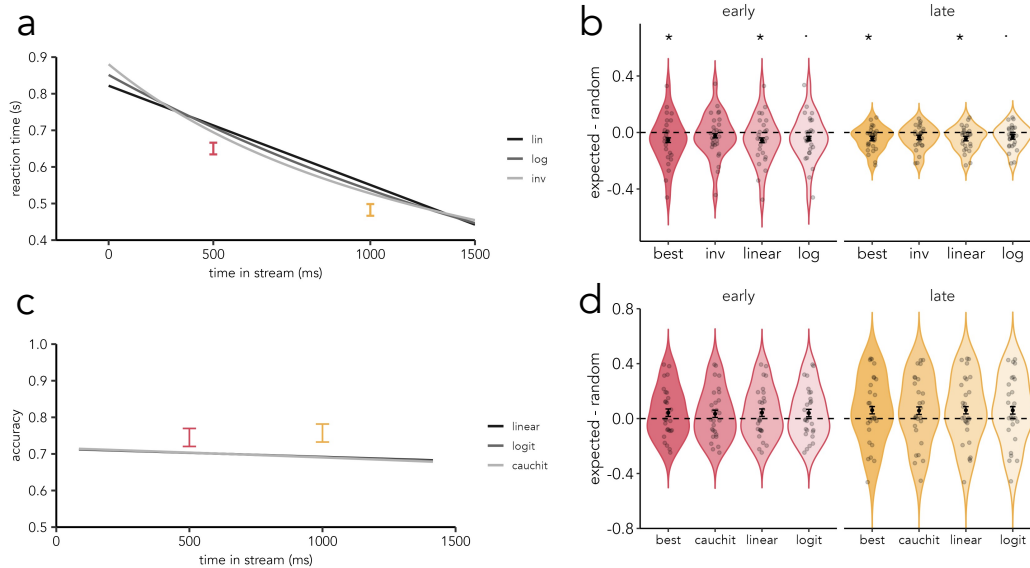 a
0.9
0.8
0.7
0.6
0.5
0.4
reaction time (s)
0
500
1000
1500
time in stream (ms)
lin
log
inv
b
early
late
*
*
.
*
*
.
0.4
0.0
-0.4
expected - random
best
inv
linear
log
best
inv
linear
log
c
1.0
0.9
0.8
0.7
0.6
0.5
accuracy
0
500
1000
1500
time in stream (ms)
linear
logit
cauchit
d
early
late
0.8
0.4
0.0
-0.4
-0.8
expected - random
best
cauchit
linear
logit
best
cauchit
linear
logit